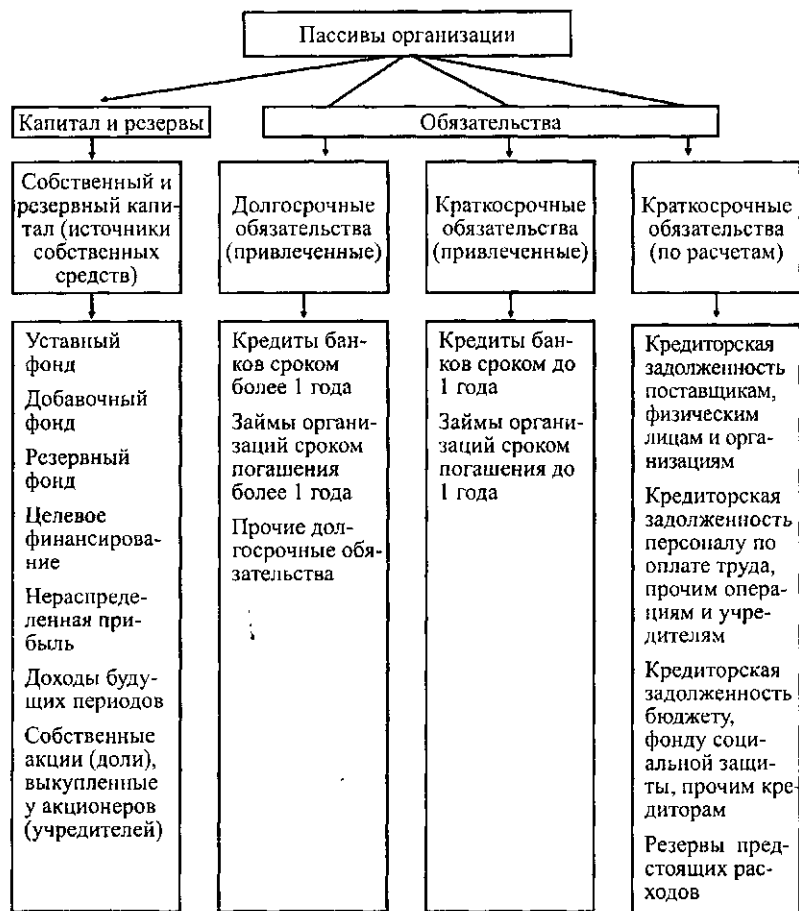 Пассивы организации
Капитал и резервы
Обязательства
Собственный и
резервный капи-
тал (источники
собственных
средств)
Долгосрочные
обязательства
(привлеченные)
Краткосрочные
обязательства
(привлеченные)
Краткосрочные
обязательства
(по расчетам)
Уставный
фонд
Добавочный
фонд
Резервный
фонд
Целевое
финансирова-
ние
Нераспреде-
ленная при-
быль
Доходы буду-
щих периодов
Собственные
акции (доли),
выкупленные
у акционеров
(учредителей)
Кредиты бан-
ков сроком
более 1 года
Займы органи-
заций сроком
погашения
более 1 года
Прочие дол-
госрочные обя-
зательства
Кредиты бан-
ков сроком до
1 года
Займы органи-
заций сроком
погашения до
1 года
Кредиторская
задолженность
поставщикам,
физическим
лицам и орга-
низациям
Кредиторская
задолженность
персоналу по
оплате труда,
прочим опера-
циям и учре-
дителям
Кредиторская
задолженность
бюджету,
фонду соци-
альной защи-
ты, прочим кре-
диторам
Резервы пред-
стоящих рас-
ходов